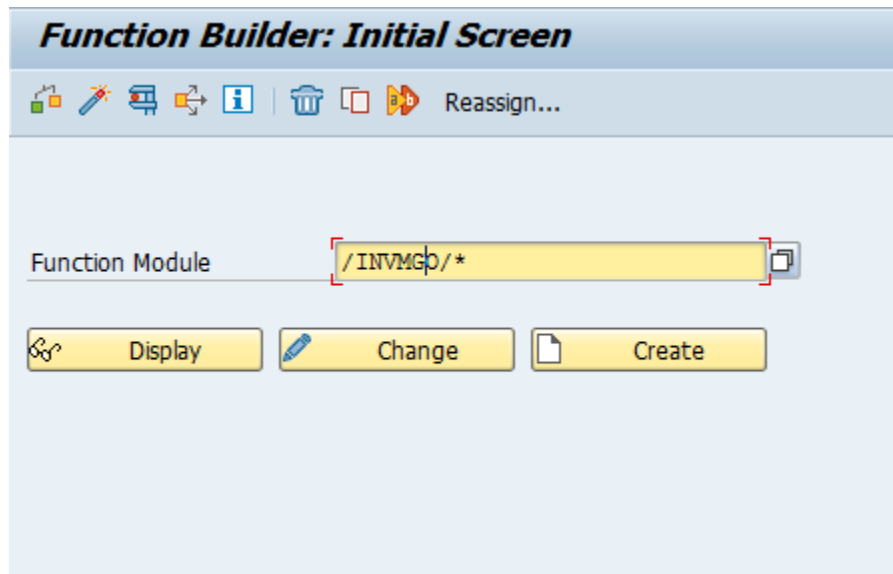 Function Builder: Initial Screen
Reassign...
Function Module /INVMGO/*
Display Change Create